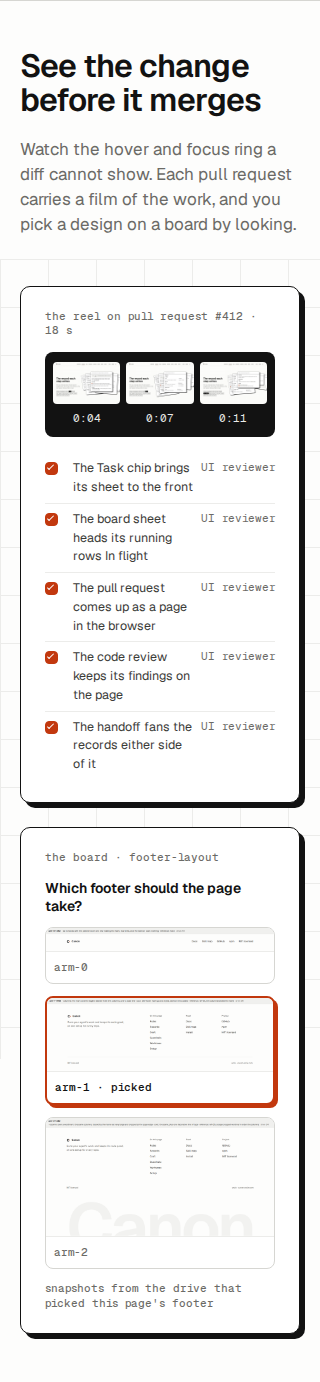 See the change
before it merges
Watch the hover and focus ring a
diff cannot show. Each pull request
carries a film of the work, and you
pick a design on a board by looking.
the reel on pull request #412 ·
18 s
0:04 0:07 0:11
The Task chip brings UI reviewer
its sheet to the front
The board sheet UI reviewer
heads its running
rows In flight
The pull request UI reviewer
comes up as a page
in the browser
The code review UI reviewer
keeps its findings on
the page
The handoff fans the UI reviewer
records either side
of it
the board · footer-layout
Which footer should the page
take?
Canon
arm-0
Canon
arm-1 · picked
Canon
Canon
arm-2
snapshots from the drive that
picked this page's footer